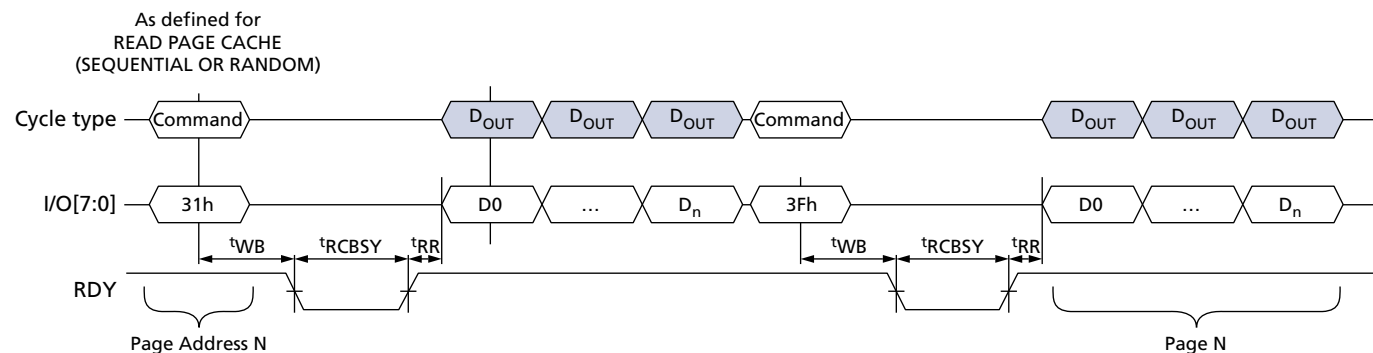 As defined for
READ PAGE CACHE
(SEQUENTIAL OR RANDOM)
Cycle type Command DOUT DOUT DOUT Command DOUT DOUT DOUT
I/O[7:0] 31h D0 ... Dn 3Fh D0 ... Dn
tWB tRCBSY tRR tWB tRCBSY tRR
RDY
Page Address N Page N